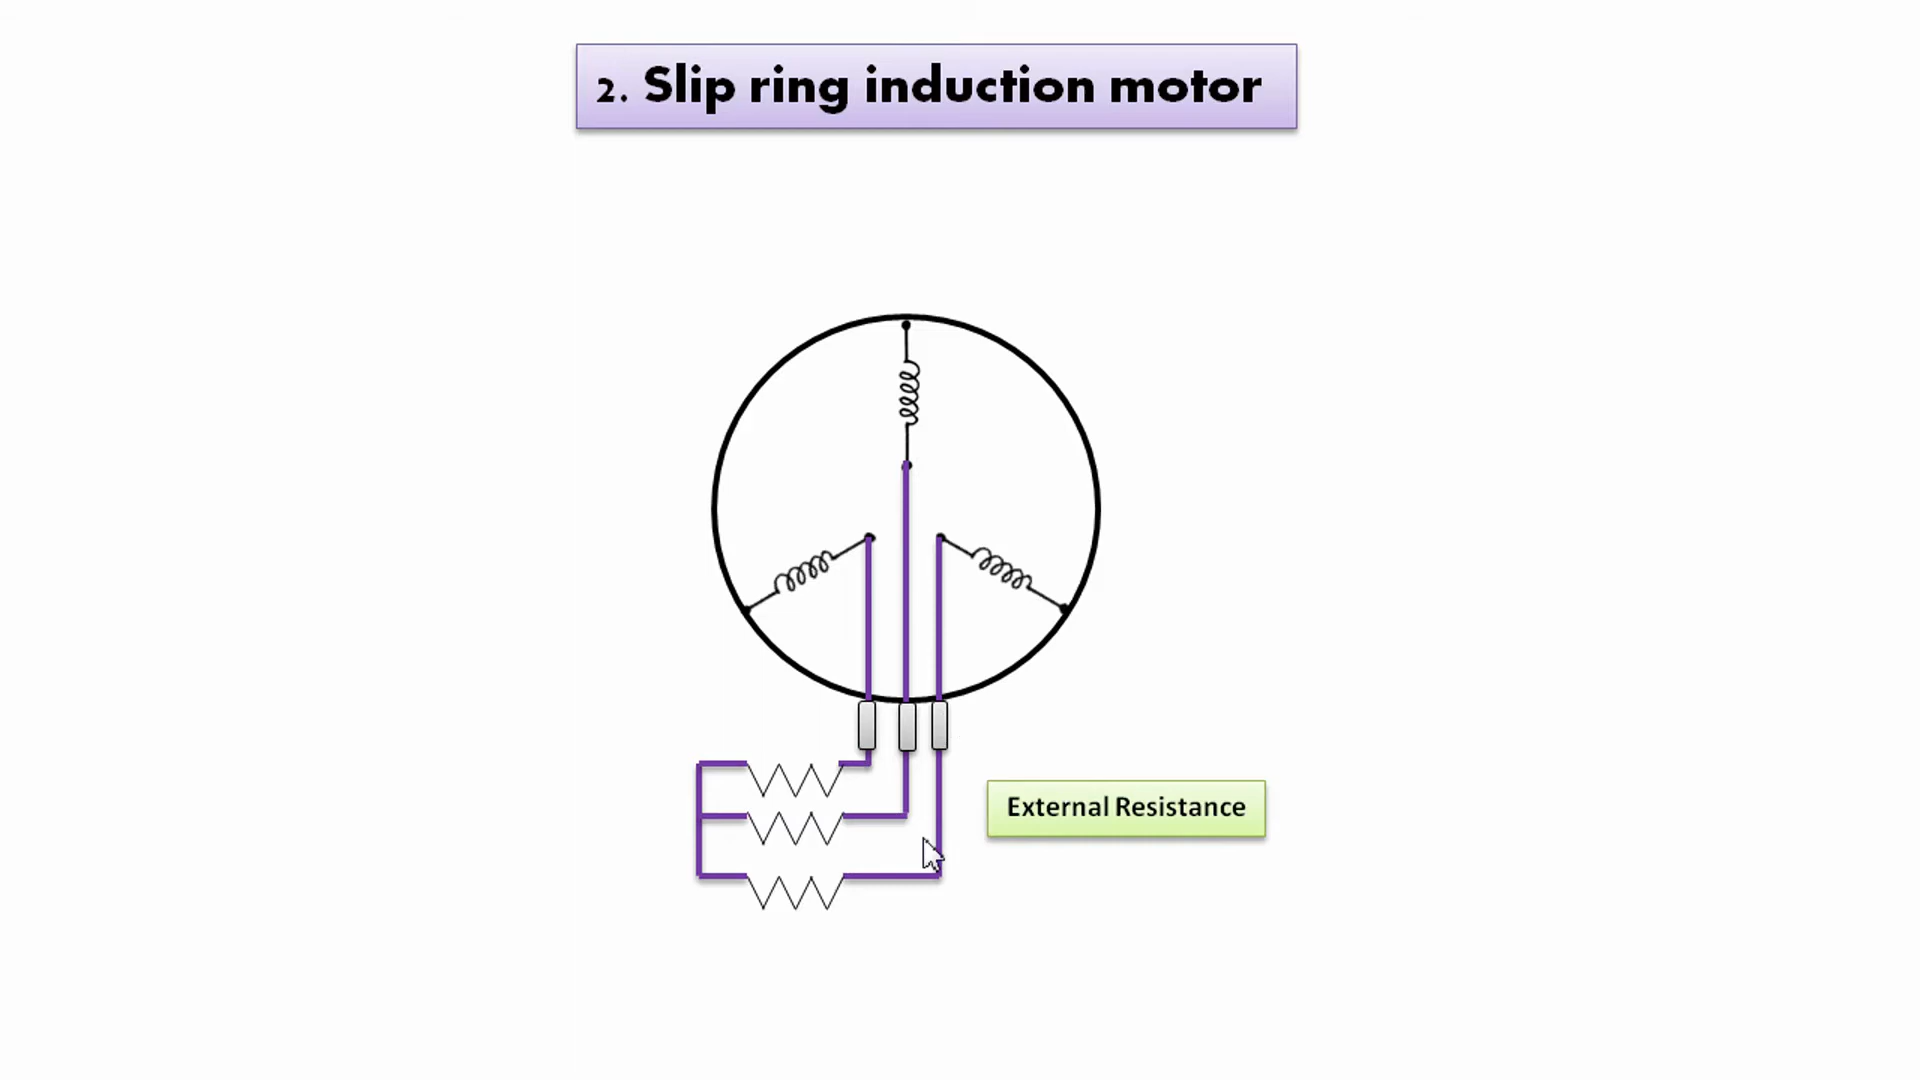 2. Slip ring induction motor
External Resistance